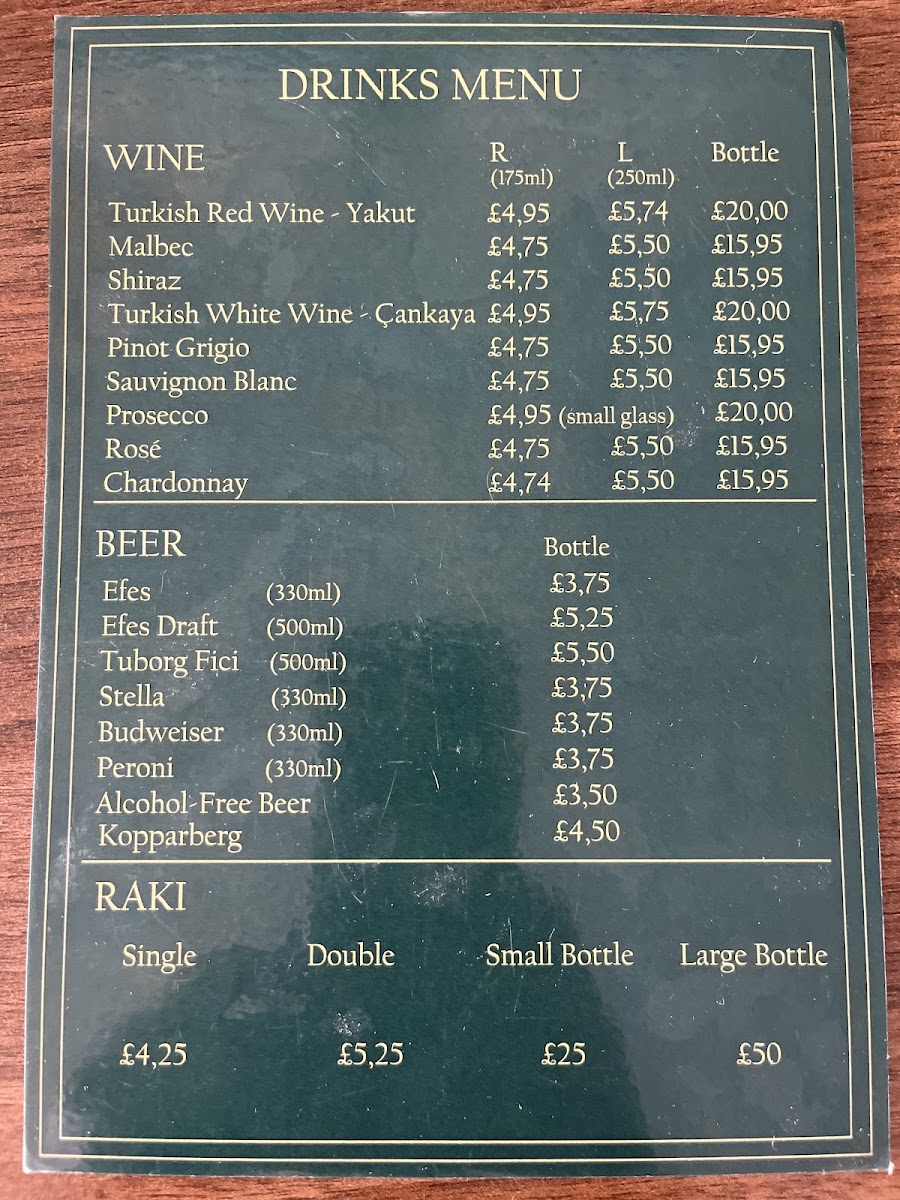 DRINKS MENU
WINE R L Bottle
(175ml) (250ml)
Turkish Red Wine - Yakut £4,95 £5,74 £20,00
Malbec £4,75 £5,50 £15,95
Shiraz £4,75 £5,50 £15,95
Turkish White Wine - Çankaya £4,95 £5,75 £20,00
Pinot Grigio £4,75 £5,50 £15,95
Sauvignon Blanc £4,75 £5,50 £15,95
Prosecco £4,95 (small glass) £20,00
Rosé £4,75 £5,50 £15,95
Chardonnay £4,74 £5,50 £15,95
BEER Bottle
Efes (330ml) £3,75
Efes Draft (500ml) £5,25
Tuborg Fiçi (500ml) £5,50
Stella (330ml) £3,75
Budweiser (330ml) £3,75
Peroni (330ml) £3,75
Alcohol-Free Beer £3,50
Kopparberg £4,50
RAKI
Single Double Small Bottle Large Bottle
£4,25 £5,25 £25 £50